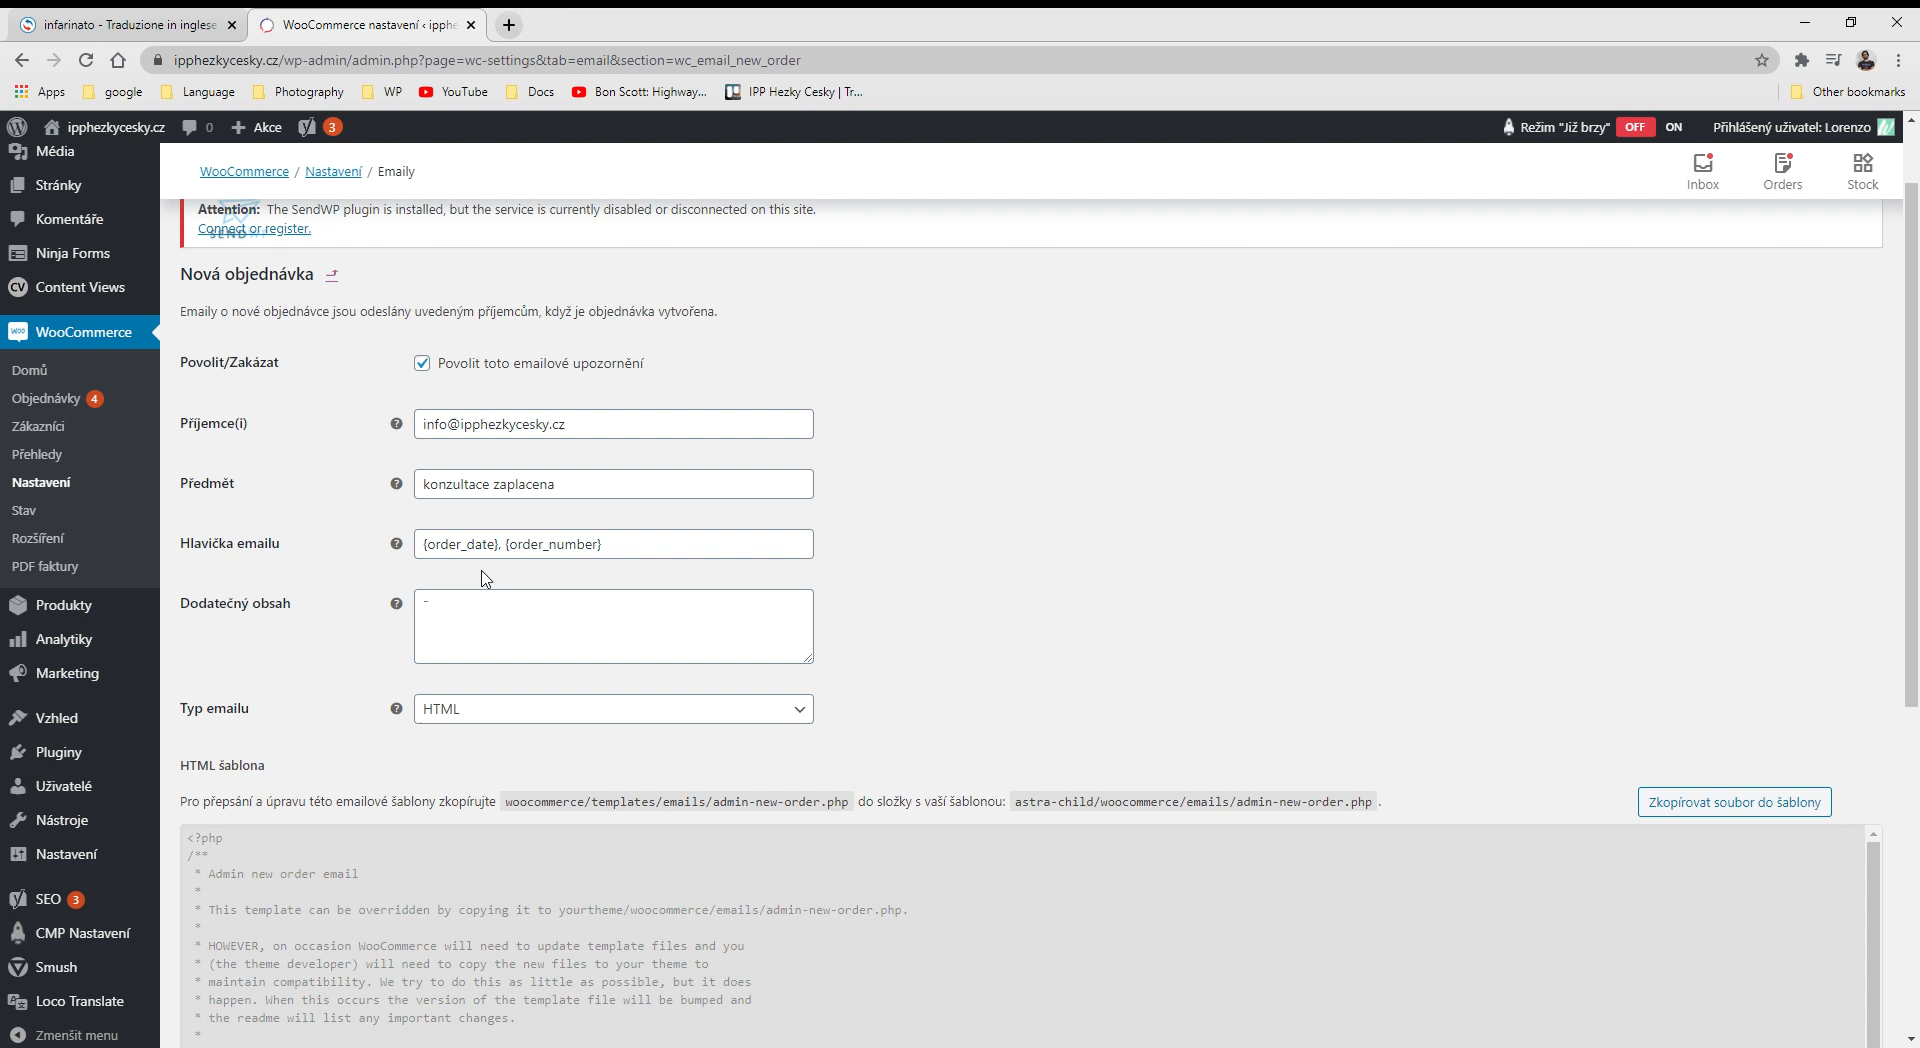 infarinato - Traduzione in inglese
WooCommerce nastavení ‹ ipphe
ipphezkycesky.cz/wp-admin/admin.php?page=wc-settings&tab=email&section=wc_email_new_order
Apps google Language Photography WP YouTube Docs Bon Scott: Highway... IPP Hezky Cesky | Tr... Other bookmarks
ipphezkycesky.cz 0 + Akce 3 Režim "Již brzy" OFF ON Přihlášený uživatel: Lorenzo
Média
Stránky
Komentáře
Ninja Forms
CV Content Views
Woo WooCommerce
Domů
Objednávky 4
Zákazníci
Přehledy
Nastavení
Stav
Rozšíření
PDF faktury
Produkty
Analytiky
Marketing
Vzhled
Pluginy
Uživatelé
Nástroje
Nastavení
SEO 3
CMP Nastavení
Smush
Loco Translate
Zmenšit menu
WooCommerce / Nastavení / Emaily
Inbox Orders Stock
Attention: The SendWP plugin is installed, but the service is currently disabled or disconnected on this site.
Connect or register.
SEND
Nová objednávka
Emaily o nové objednávce jsou odeslány uvedeným příjemcům, když je objednávka vytvořena.
Povolit/Zakázat Povolit toto emailové upozornění
Příjemce(i) ? info@ipphezkycesky.cz
Předmět ? konzultace zaplacena
Hlavička emailu ? {order_date}, {order_number}
Dodatečný obsah ? -
Typ emailu ? HTML
HTML šablona
Pro přepsání a úpravu této emailové šablony zkopírujte woocommerce/templates/emails/admin-new-order.php do složky s vaší šablonou: astra-child/woocommerce/emails/admin-new-order.php . Zkopírovat soubor do šablony
<?php
/**
* Admin new order email
*
* This template can be overridden by copying it to yourtheme/woocommerce/emails/admin-new-order.php.
*
* HOWEVER, on occasion WooCommerce will need to update template files and you
* (the theme developer) will need to copy the new files to your theme to
* maintain compatibility. We try to do this as little as possible, but it does
* happen. When this occurs the version of the template file will be bumped and
* the readme will list any important changes.
*